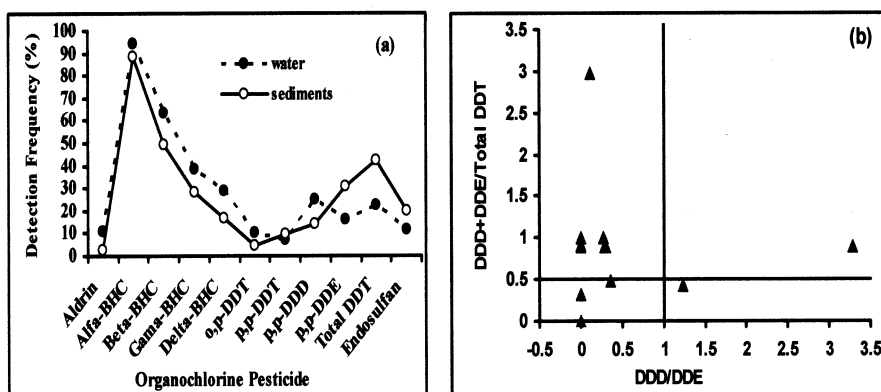 (a)
Detection Frequency (%)
100
90
80
70
60
50
40
30
20
10
0
water
sediments
Aldrin
Alfa-BHC
Beta-BHC
Gama-BHC
Delta-BHC
o,p-DDT
p,p-DDT
p,p-DDD
p,p-DDE
Total DDT
Endosulfan
Organochlorine Pesticide
(b)
DDD+DDE/Total DDT
3.5
3
2.5
2
1.5
1
0.5
0
-0.5 0 0.5 1 1.5 2 2.5 3 3.5
DDD/DDE